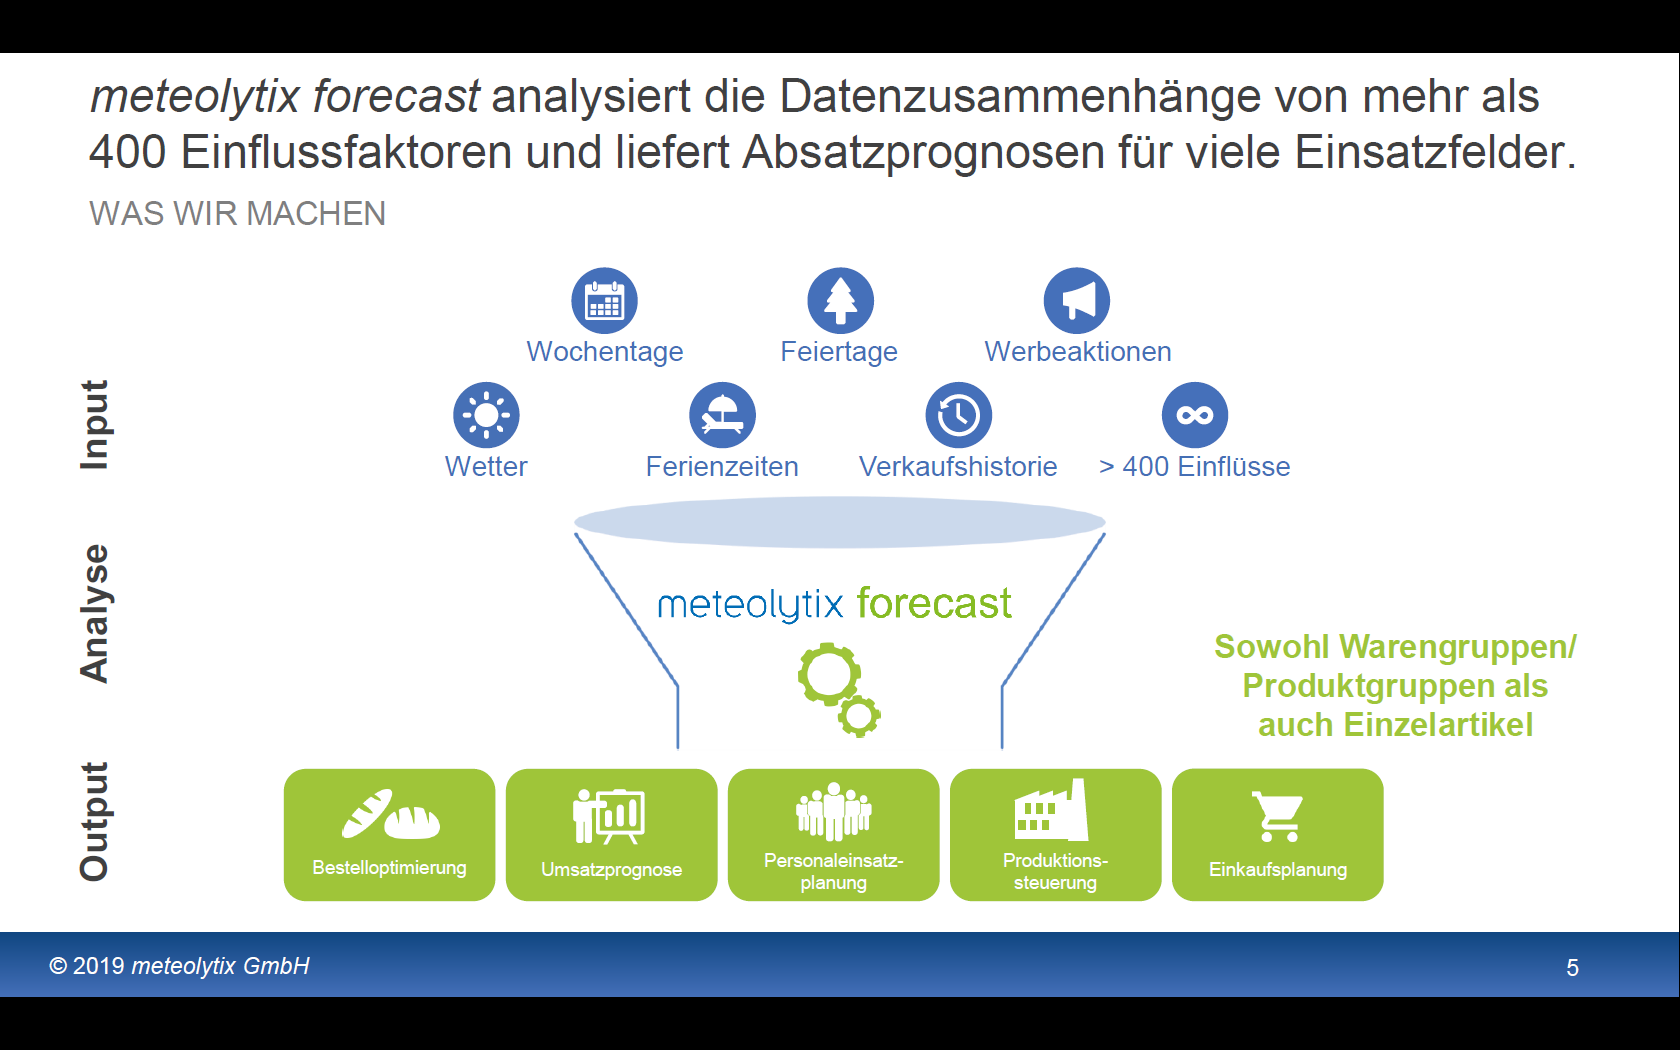 meteolytix forecast analysiert die Datenzusammenhänge von mehr als
400 Einflussfaktoren und liefert Absatzprognosen für viele Einsatzfelder.
WAS WIR MACHEN
Input
Wochentage
Feiertage
Werbeaktionen
Wetter
Ferienzeiten
Verkaufshistorie
> 400 Einflüsse
Analyse
meteolytix forecast
Sowohl Warengruppen/
Produktgruppen als
auch Einzelartikel
Output
Bestelloptimierung
Umsatzprognose
Personaleinsatz-
planung
Produktions-
steuerung
Einkaufsplanung
© 2019 meteolytix GmbH
5